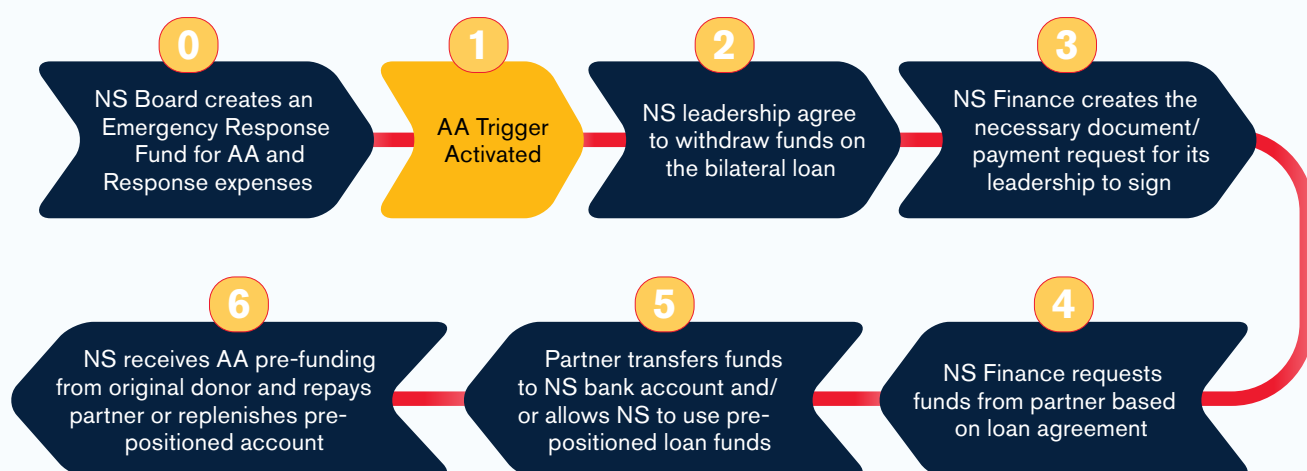 0
NS Board creates an
Emergency Response
Fund for AA and
Response expenses
1
AA Trigger
Activated
2
NS leadership agree
to withdraw funds on
the bilateral loan
3
NS Finance creates the
necessary document/
payment request for its
leadership to sign
4
NS Finance requests
funds from partner based
on loan agreement
5
Partner transfers funds
to NS bank account and/
or allows NS to use pre-
positioned loan funds
6
NS receives AA pre-funding
from original donor and repays
partner or replenishes pre-
positioned account